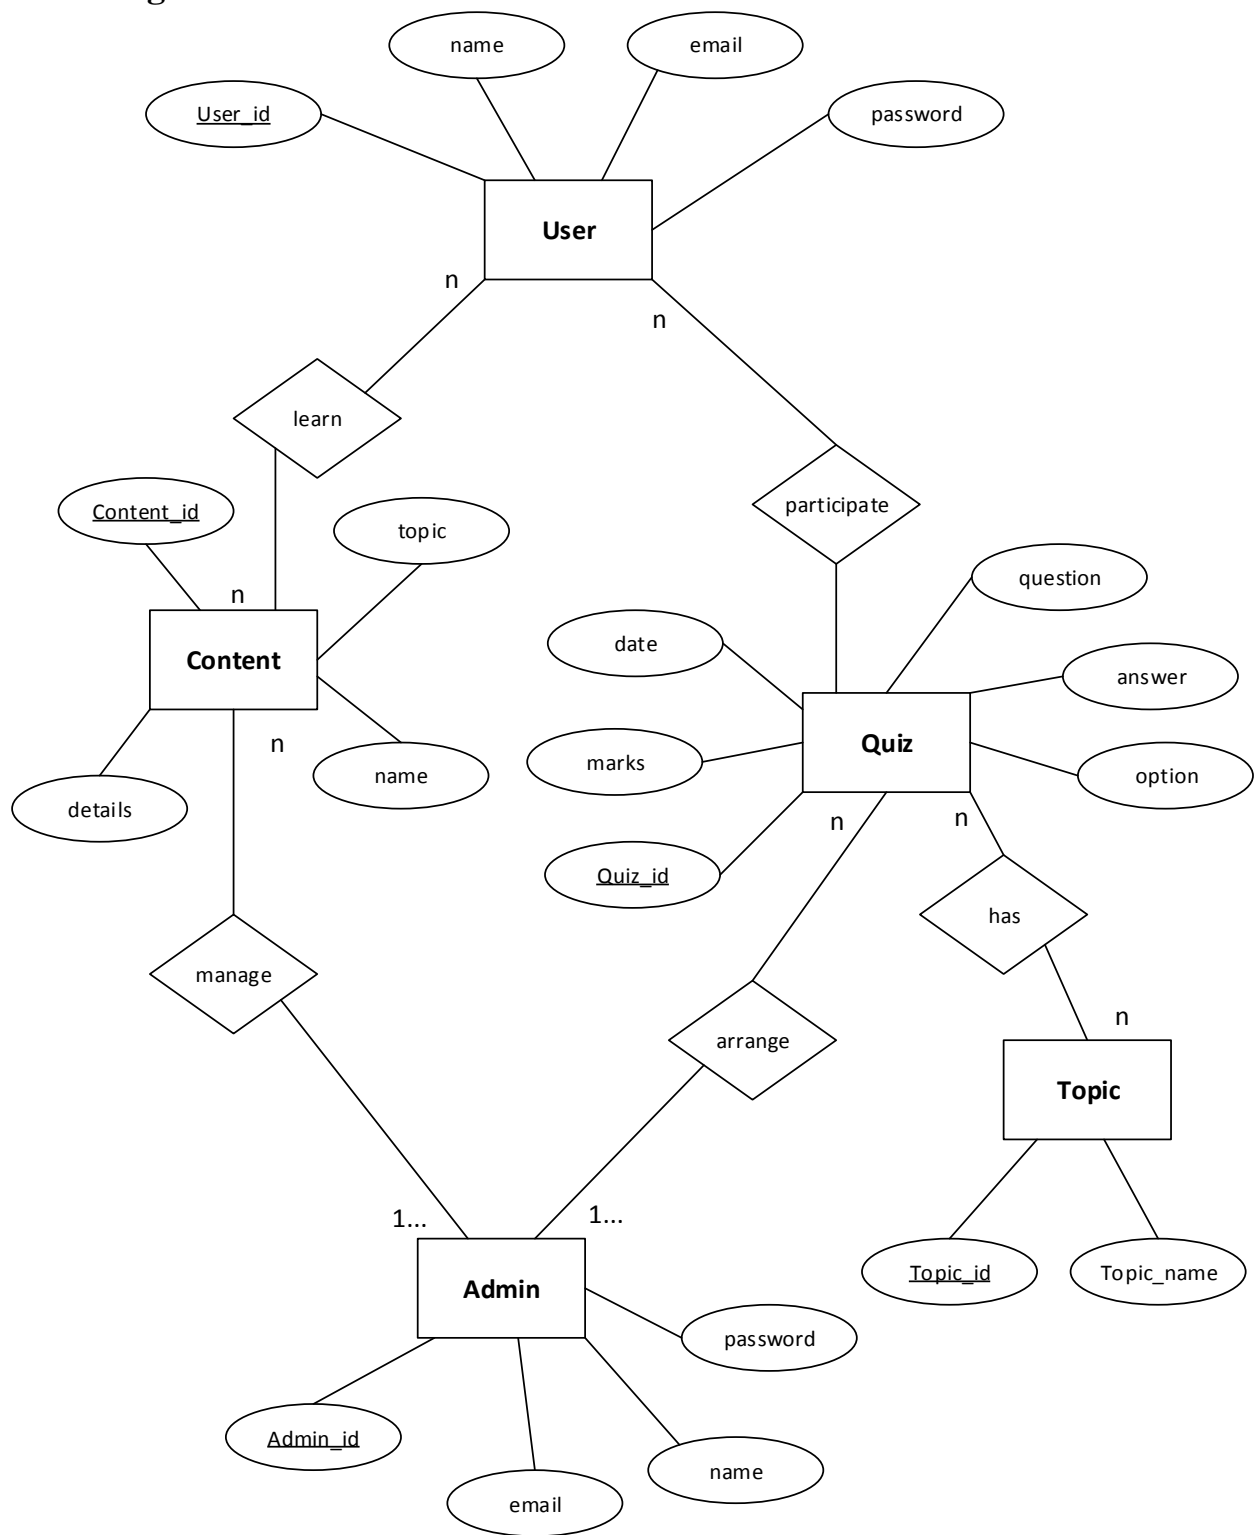 name
email
User_id
password
User
n
n
learn
Content_id
topic
participate
question
n
date
answer
Content
Quiz
n
marks
option
name
details
n
n
Quiz_id
has
manage
n
arrange
Topic
1...
1...
Topic_id
Topic_name
Admin
password
Admin_id
name
email